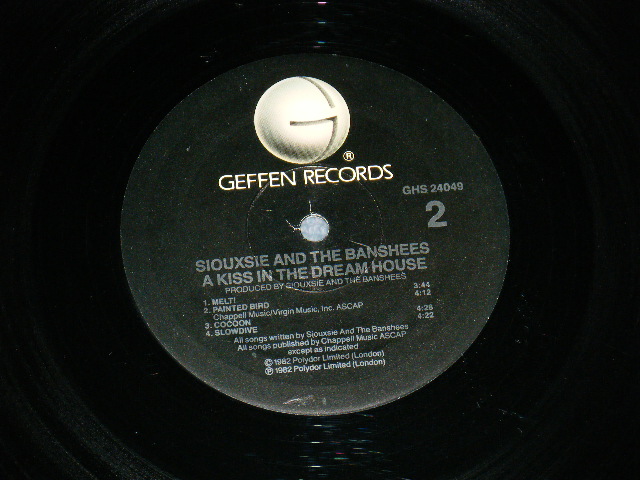 G
GEFFEN RECORDS®
GHS 24049
2
SIOUXSIE AND THE BANSHEES
A KISS IN THE DREAM HOUSE
PRODUCED BY SIOUXSIE AND THE BANSHEES
1. MELT! 3:44
2. PAINTED BIRD 4:12
Chappell Music/Virgin Music, Inc. ASCAP
3. COCOON 4:28
4. SLOWDIVE 4:22
All songs written by Siouxsie And The Banshees
All songs published by Chappell Music ASCAP
except as indicated
© 1982 Polydor Limited (London)
℗ 1982 Polydor Limited (London)